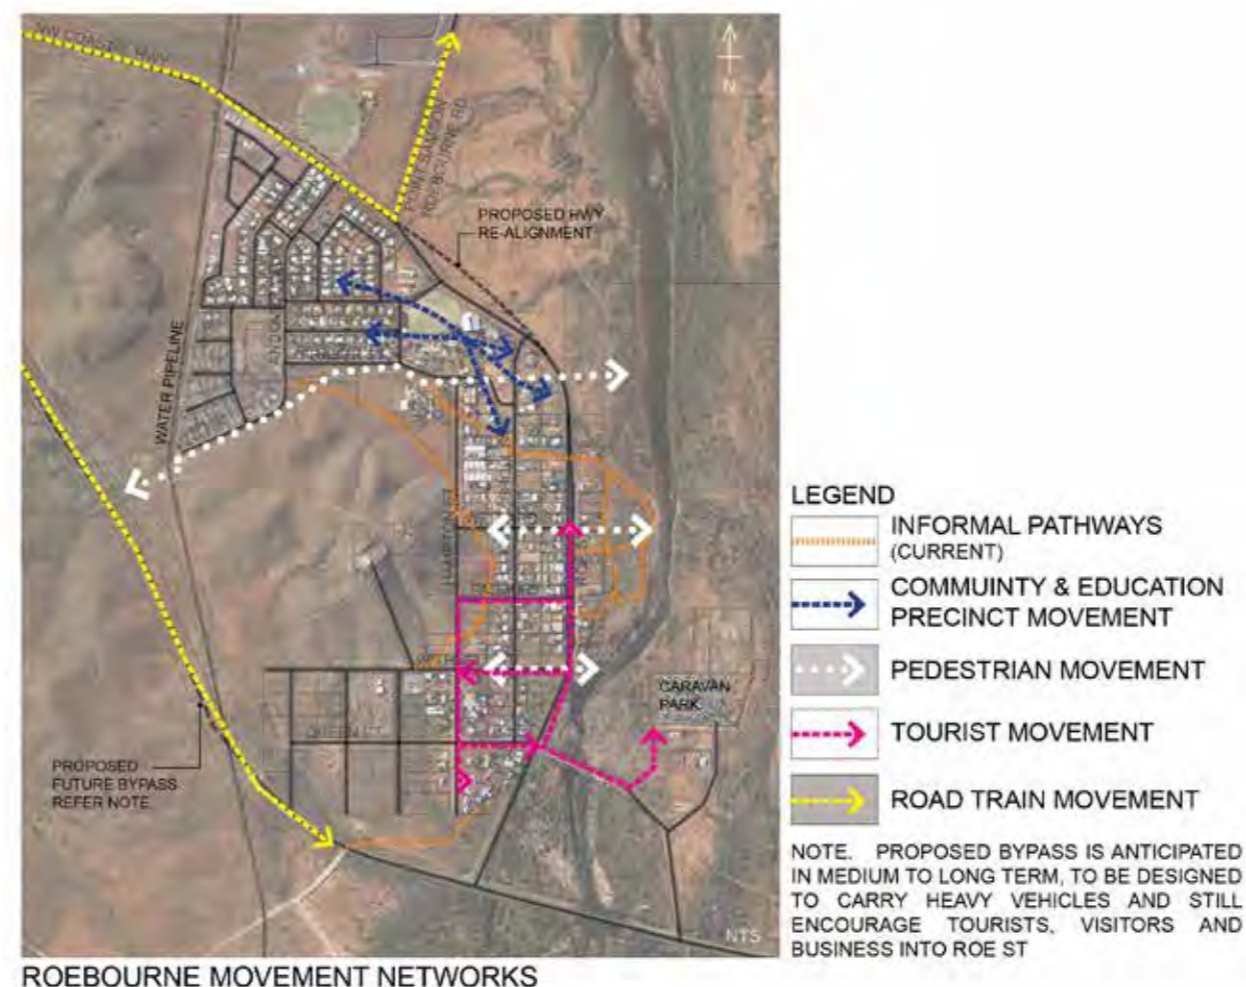 NW COASTAL HWY
N
POINT SAMSON
ROEBOURNE RD
PROPOSED HWY
RE-ALIGNMENT
WATER PIPELINE
CARAVAN
PARK
QUEEN ST
PROPOSED
FUTURE BYPASS
REFER NOTE
NTS
LEGEND
INFORMAL PATHWAYS
(CURRENT)
COMMUINTY & EDUCATION
PRECINCT MOVEMENT
PEDESTRIAN MOVEMENT
TOURIST MOVEMENT
ROAD TRAIN MOVEMENT
NOTE. PROPOSED BYPASS IS ANTICIPATED
IN MEDIUM TO LONG TERM, TO BE DESIGNED
TO CARRY HEAVY VEHICLES AND STILL
ENCOURAGE TOURISTS, VISITORS AND
BUSINESS INTO ROE ST
ROEBOURNE MOVEMENT NETWORKS